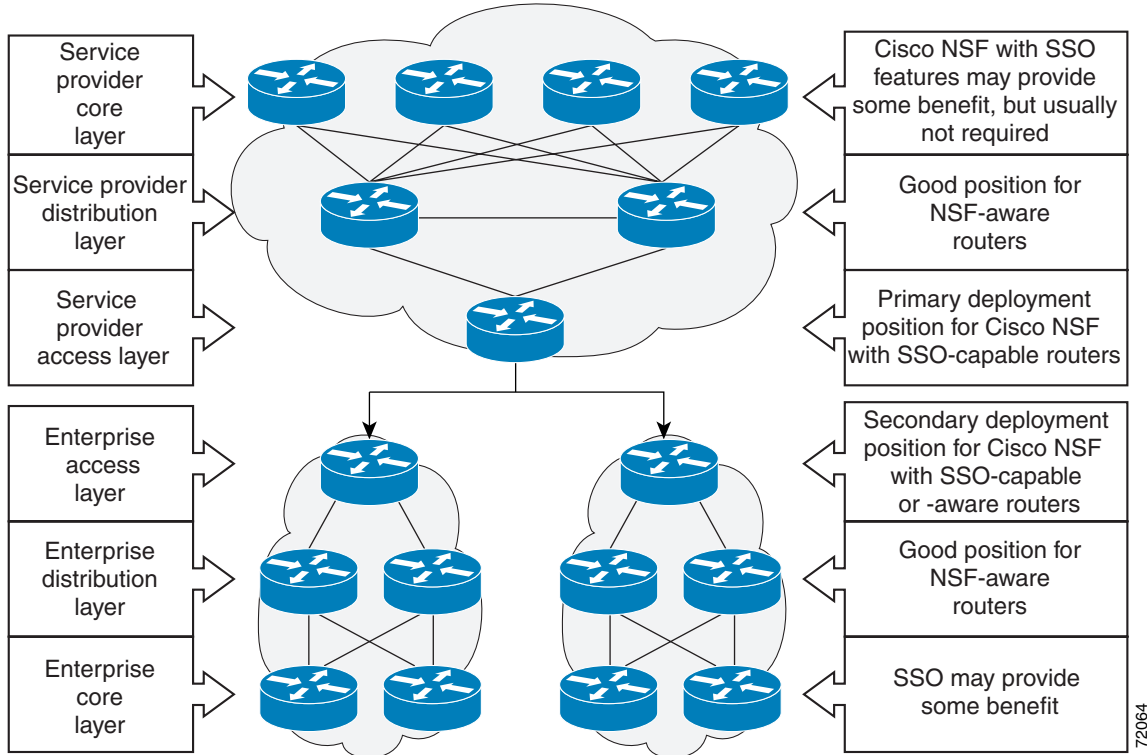 Service
provider
core
layer
Cisco NSF with SSO
features may provide
some benefit, but usually
not required
Service provider
distribution
layer
Good position for
NSF-aware
routers
Service
provider
access layer
Primary deployment
position for Cisco NSF
with SSO-capable routers
Enterprise
access
layer
Secondary deployment
position for Cisco NSF
with SSO-capable
or -aware routers
Enterprise
distribution
layer
Good position for
NSF-aware
routers
Enterprise
core
layer
SSO may provide
some benefit
72064